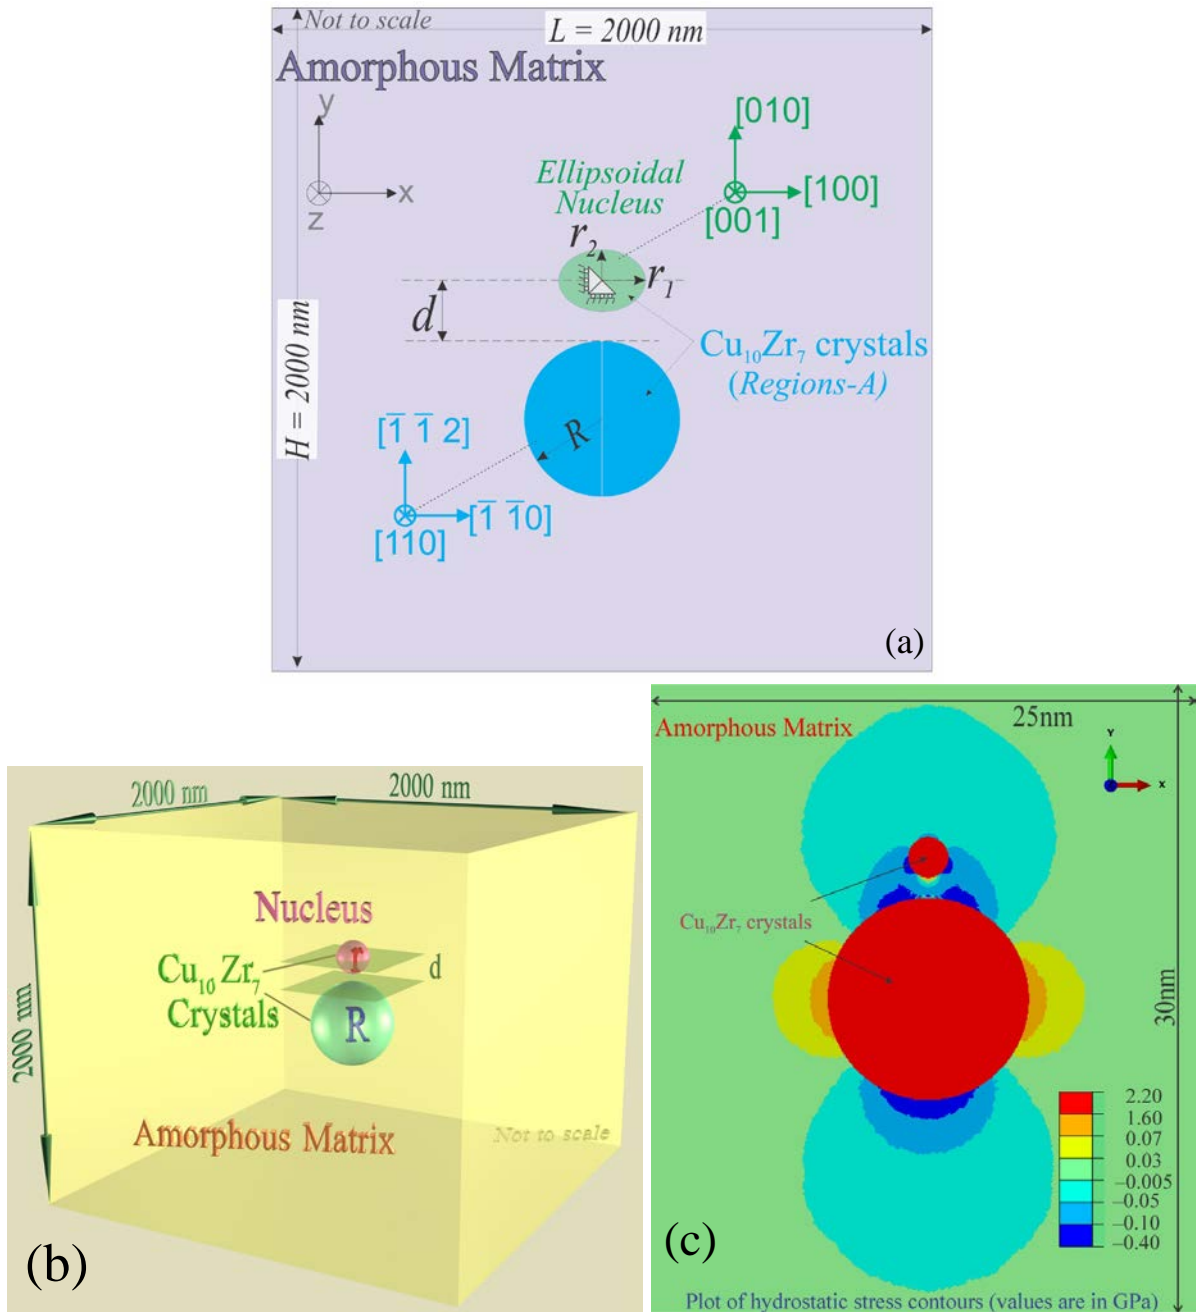 Not to scale
L = 2000 nm
Amorphous Matrix
y
x
z
[010]
[100]
[001]
Ellipsoidal
Nucleus
r₂
r₁
d
H = 2000 nm
Cu₁₀Zr₇ crystals
(Regions-A)
R
[1̅ 1̅ 2]
[1̅ 1̅0]
[110]
(a)
2000 nm
2000 nm
2000 nm
Nucleus
r
Cu₁₀ Zr₇
Crystals
d
R
Amorphous Matrix
Not to scale
(b)
25nm
Amorphous Matrix
Y
X
Cu₁₀Zr₇ crystals
30nm
2.20
1.60
0.07
0.03
−0.005
−0.05
−0.10
−0.40
(c)
Plot of hydrostatic stress contours (values are in GPa)